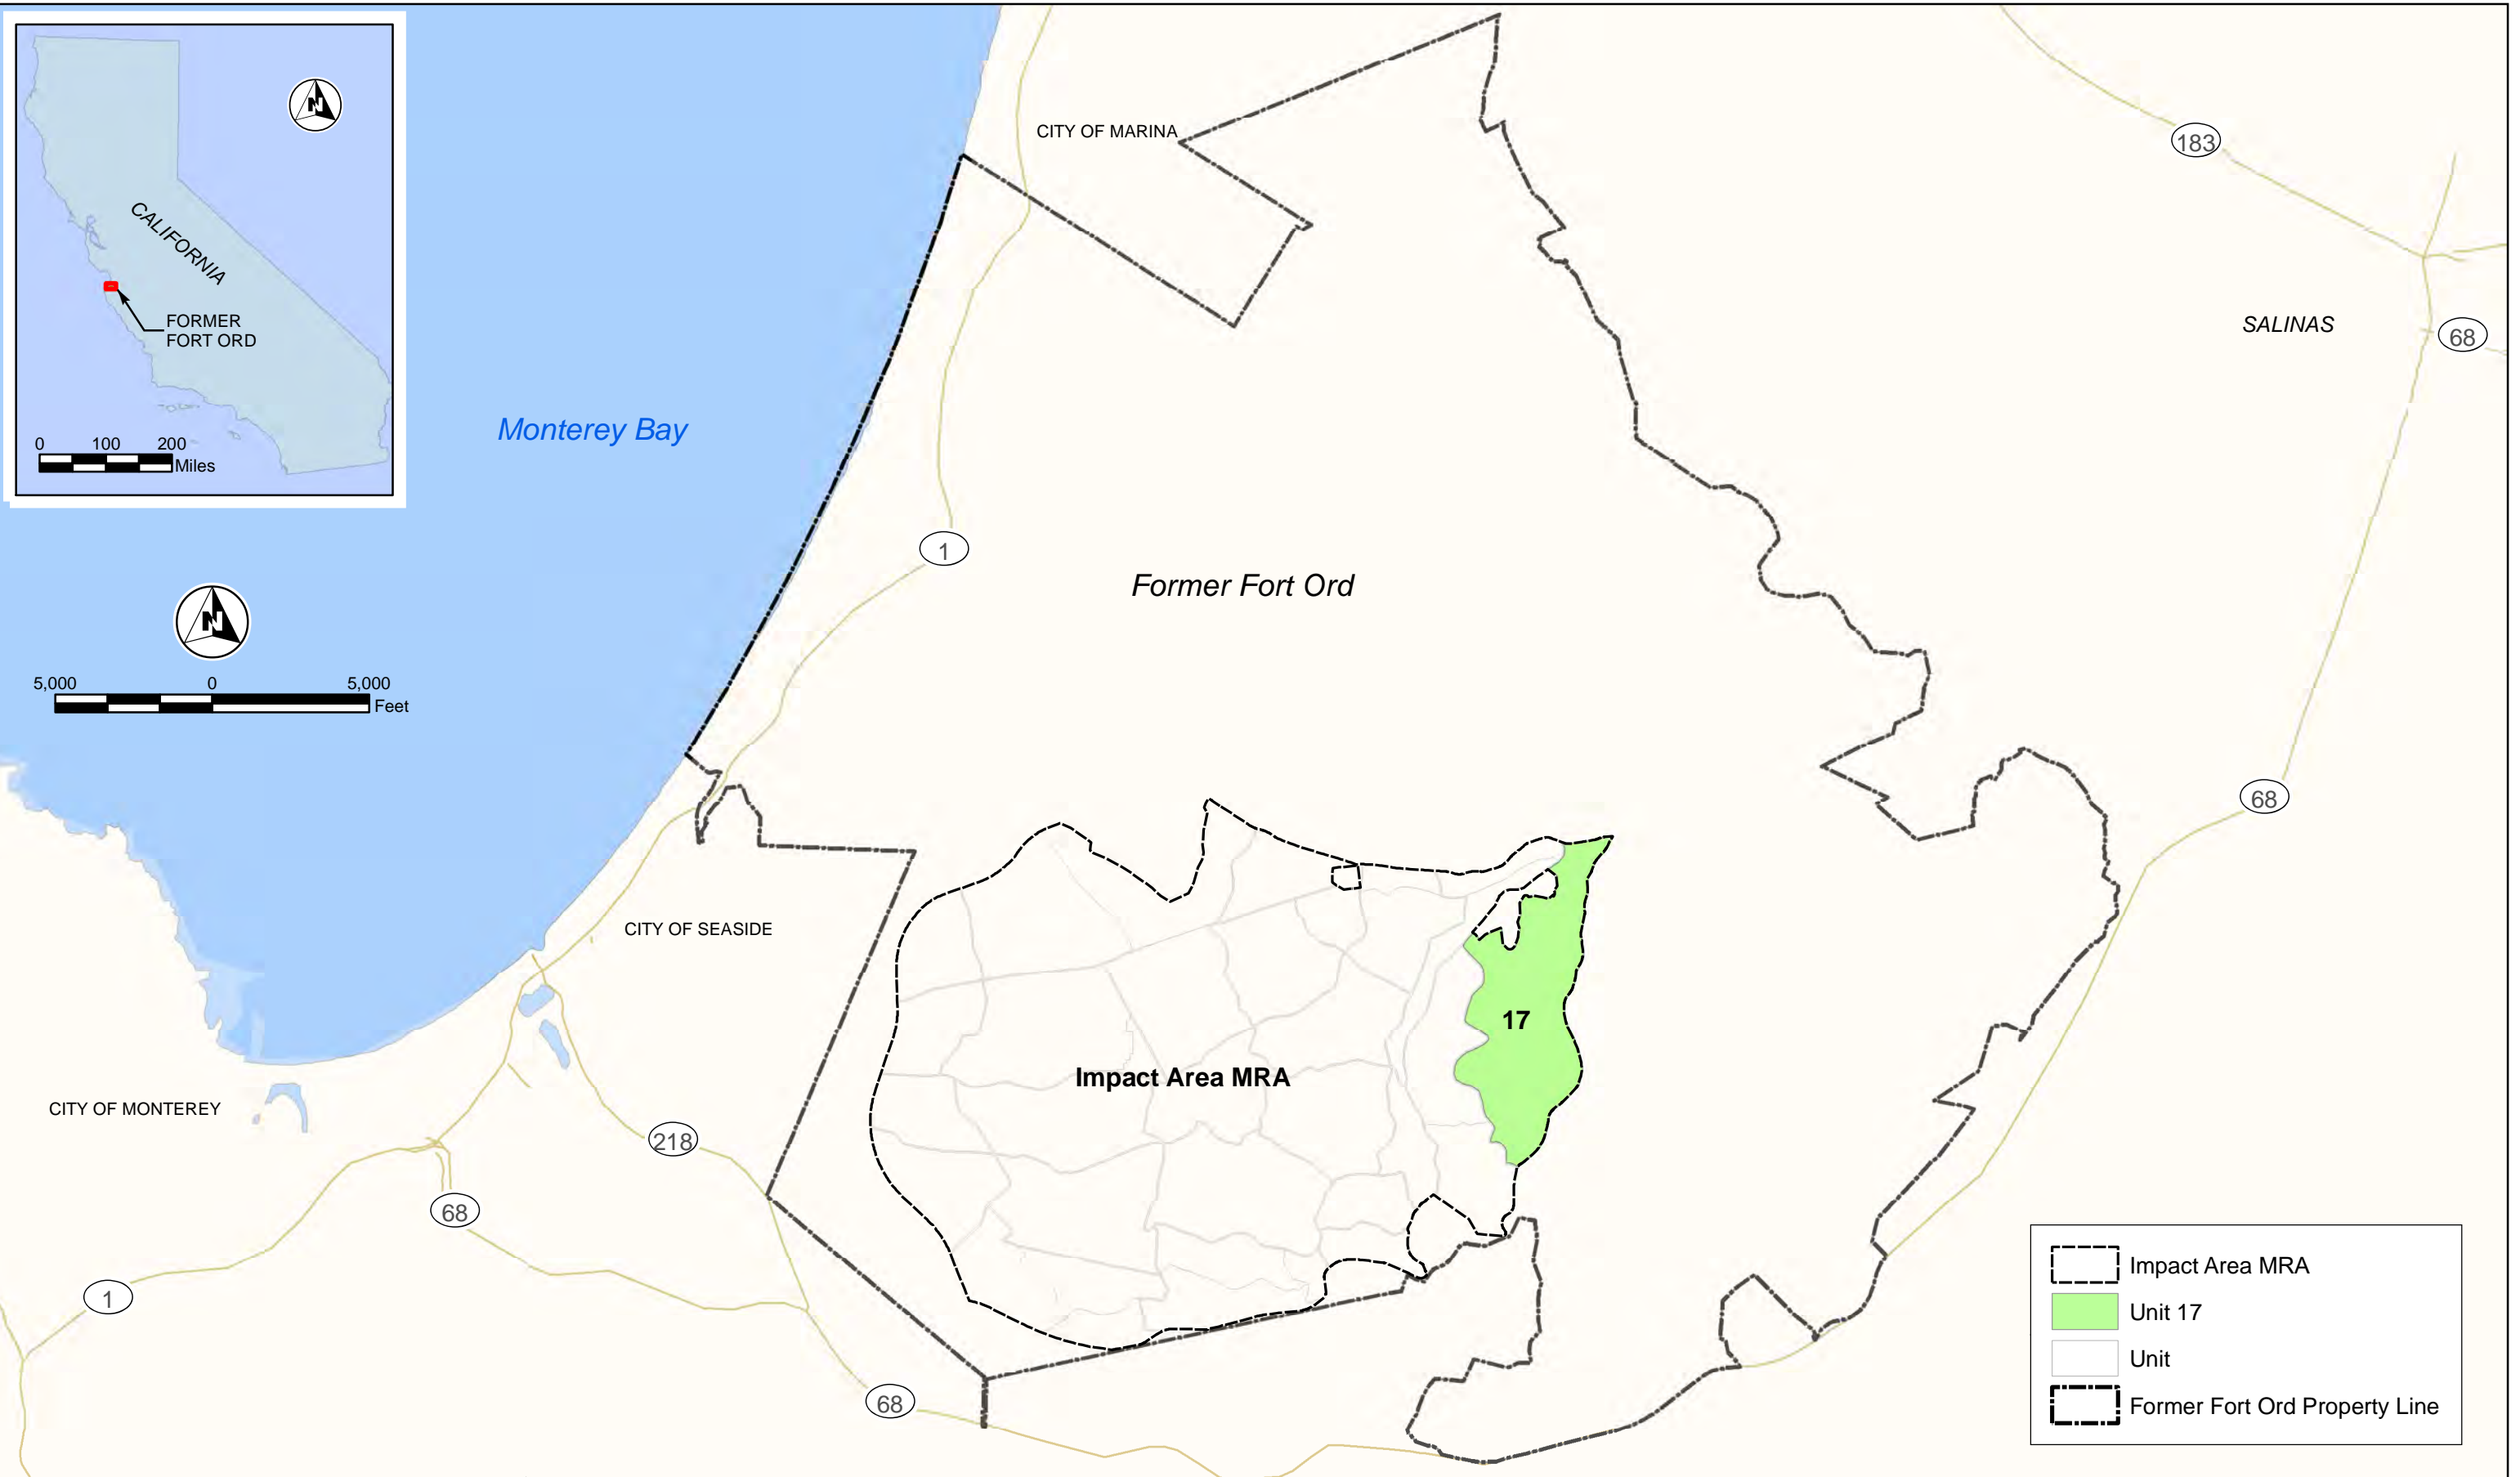 N
CALIFORNIA
FORMER
FORT ORD
0 100 200
Miles
CITY OF MARINA
183
SALINAS
68
Monterey Bay
1
Former Fort Ord
N
5,000 0 5,000
Feet
68
CITY OF SEASIDE
17
Impact Area MRA
CITY OF MONTEREY
218
68
1
68
Impact Area MRA
Unit 17
Unit
Former Fort Ord Property Line